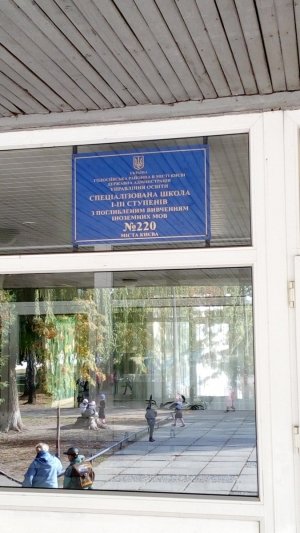 УКРАЇНА
ГОЛОСІЇВСЬКА РАЙОННА В МІСТІ КИЄВІ
ДЕРЖАВНА АДМІНІСТРАЦІЯ
УПРАВЛІННЯ ОСВІТИ
СПЕЦІАЛІЗОВАНА ШКОЛА
І-ІІІ СТУПЕНІВ
З ПОГЛИБЛЕНИМ ВИВЧЕННЯМ
ІНОЗЕМНИХ МОВ
№220
МІСТА КИЄВА